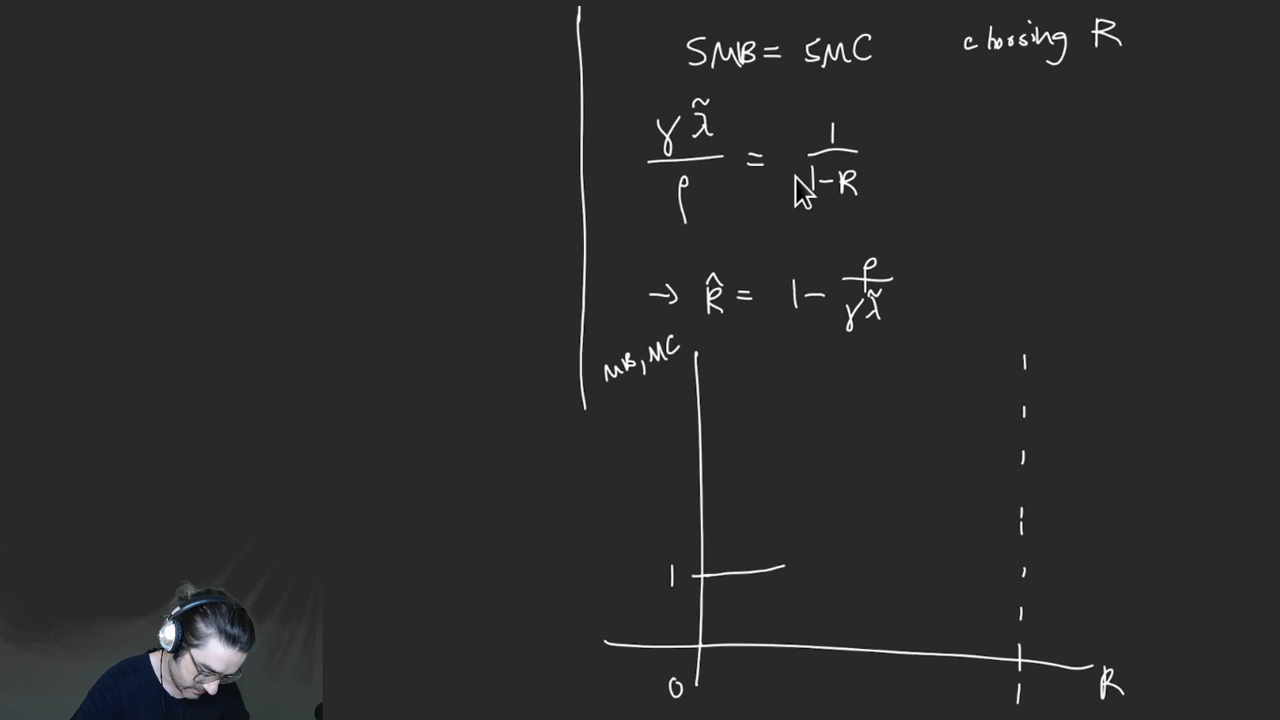 SMB = SMC choosing R
γλ̃/ρ = 1/(1-R)
→ R̂ = 1 - ρ/(γλ̃)
MB, MC
1
0 1 R